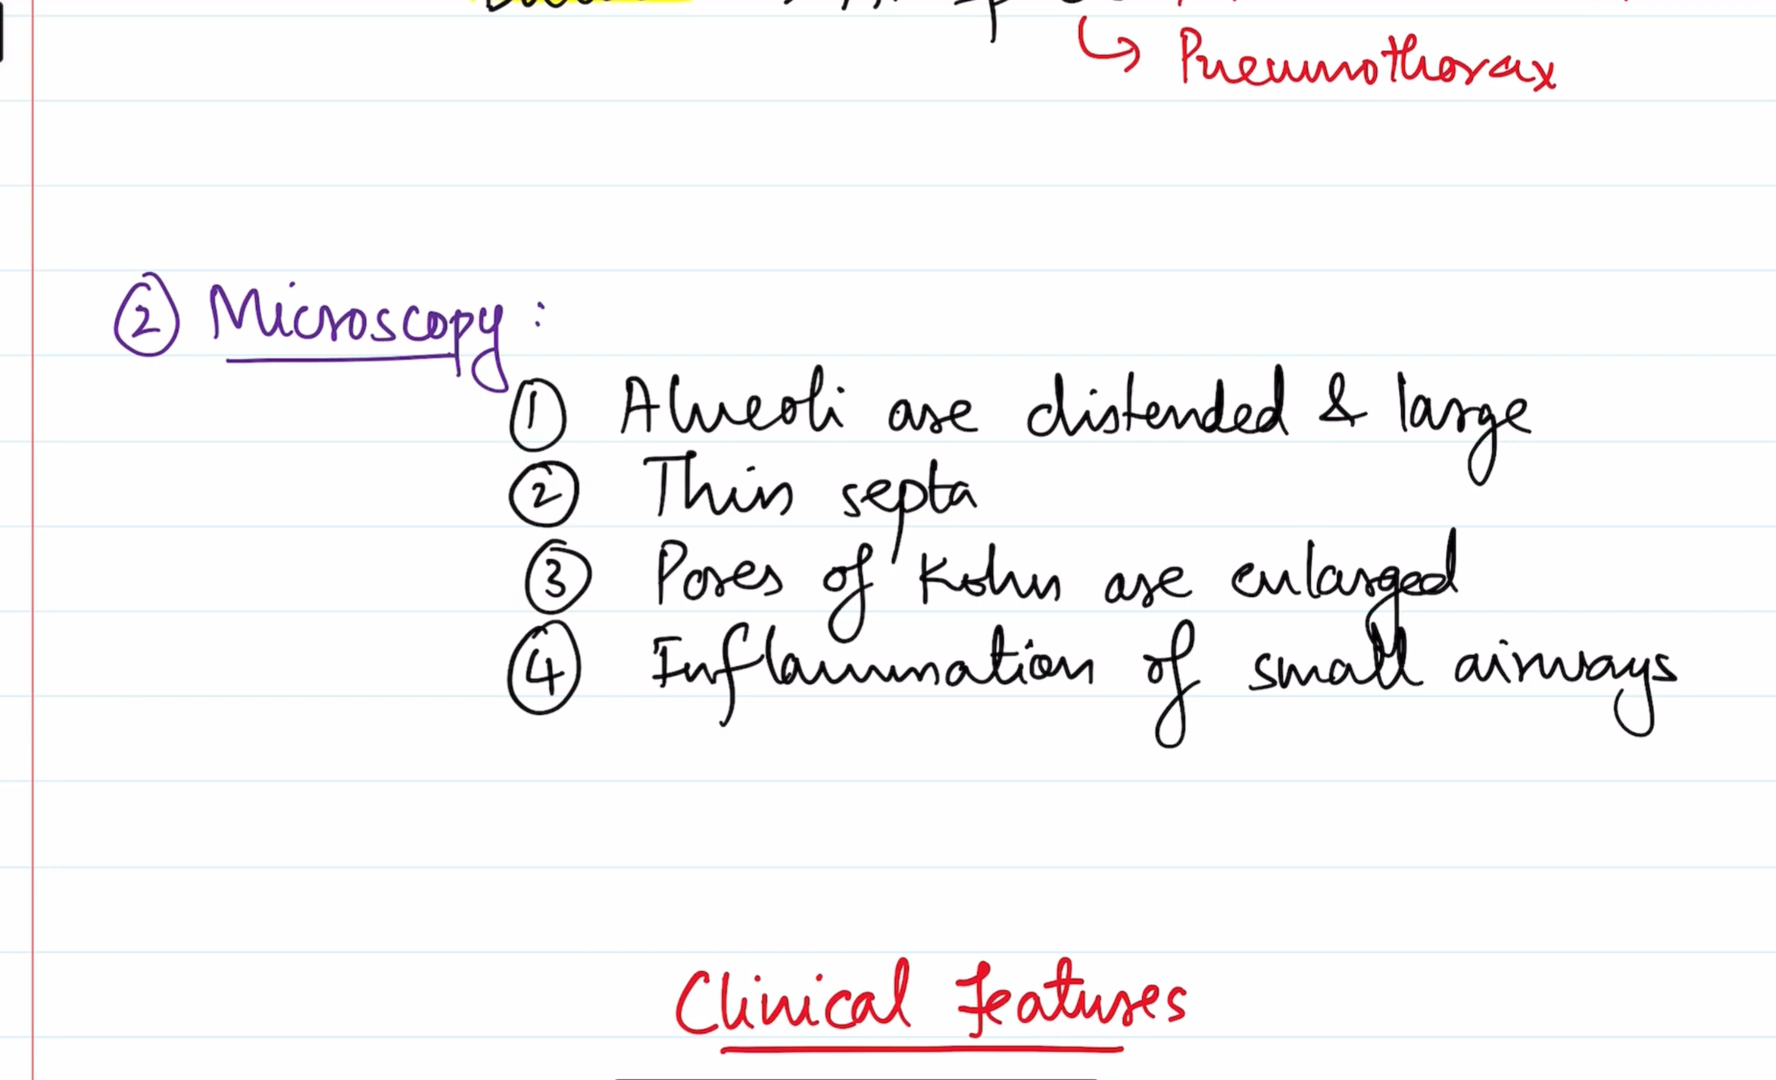 Pneumothorax
② Microscopy :
① Alveoli are distended & large
② Thin septa
③ Pores of Kohn are enlarged
④ Inflammation of small airways
Clinical Features